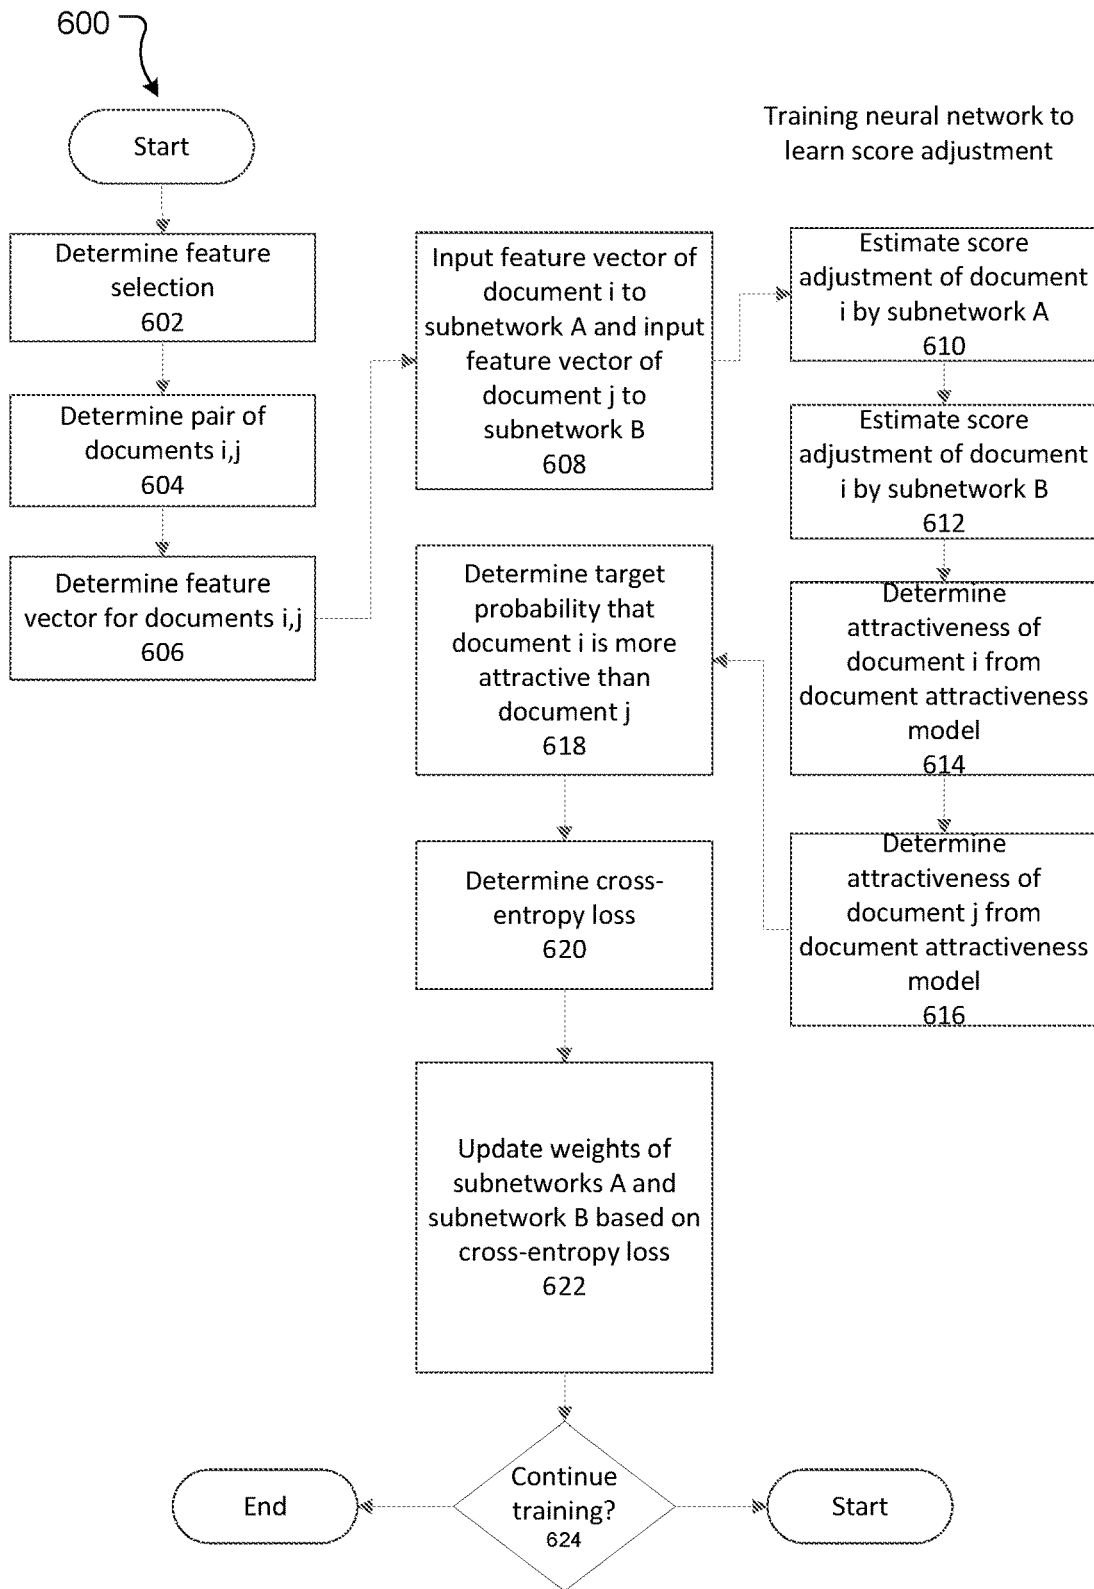 600
Training neural network to
learn score adjustment
Start
Determine feature
selection
602
Determine pair of
documents i,j
604
Determine feature
vector for documents i,j
606
Input feature vector of
document i to
subnetwork A and input
feature vector of
document j to
subnetwork B
608
Estimate score
adjustment of document
i by subnetwork A
610
Estimate score
adjustment of document
i by subnetwork B
612
Determine
attractiveness of
document i from
document attractiveness
model
614
Determine
attractiveness of
document j from
document attractiveness
model
616
Determine target
probability that
document i is more
attractive than
document j
618
Determine cross-
entropy loss
620
Update weights of
subnetworks A and
subnetwork B based on
cross-entropy loss
622
Continue
training?
624
End
Start